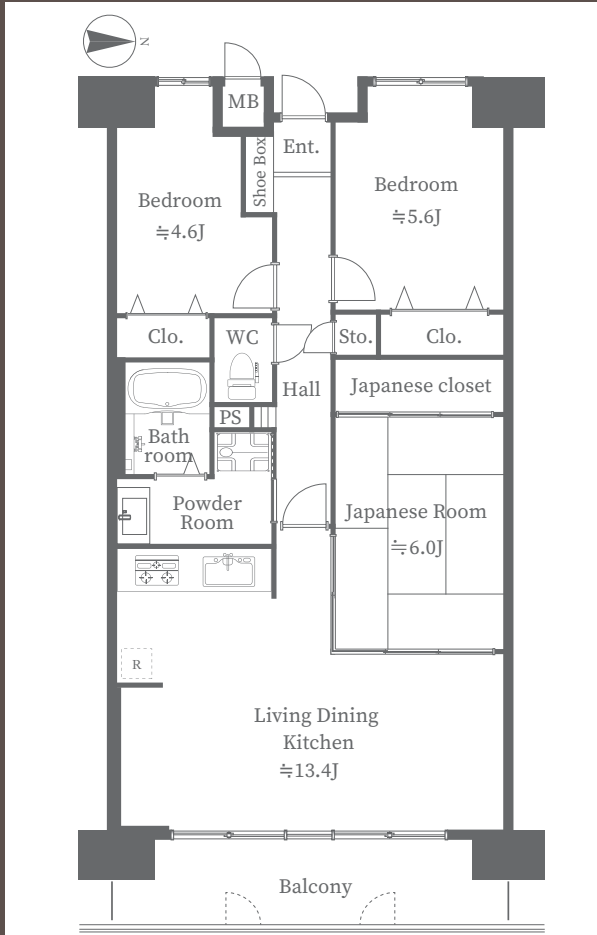 N
MB
Ent.
Shoe Box
Bedroom
≒4.6J
Bedroom
≒5.6J
Clo.
WC
Sto.
Clo.
Hall
Japanese closet
PS
Bath
room
Powder
Room
Japanese Room
≒6.0J
R
Living Dining
Kitchen
≒13.4J
Balcony